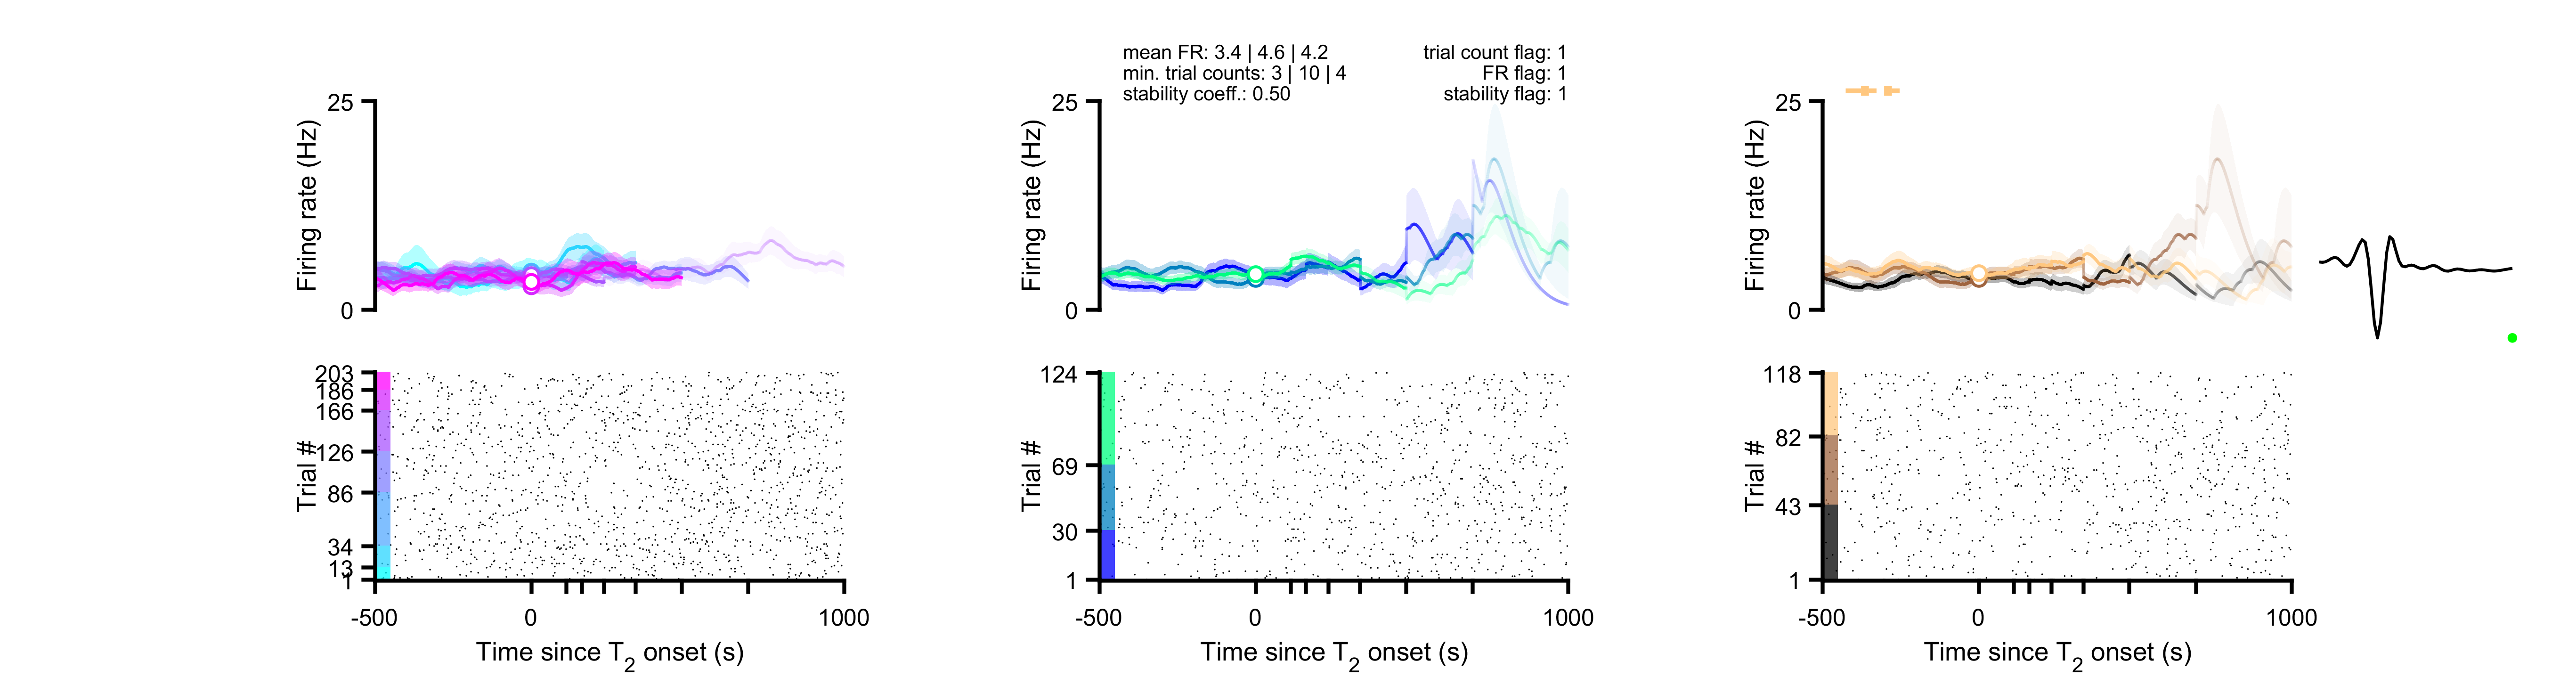 mean FR: 3.4 | 4.6 | 4.2
min. trial counts: 3 | 10 | 4
stability coeff.: 0.50
trial count flag: 1
FR flag: 1
stability flag: 1
25
Firing rate (Hz)
0
25
Firing rate (Hz)
0
25
Firing rate (Hz)
0
203
186
166
126
86
34
13
1
Trial #
-500
0
1000
Time since T2 onset (s)
124
69
30
1
Trial #
-500
0
1000
Time since T2 onset (s)
118
82
43
1
Trial #
-500
0
1000
Time since T2 onset (s)